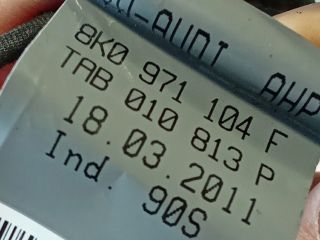 -AUDI AHP
8K0 971 104 F
TAB 010 813 P
18.03.2011
Ind. 90S